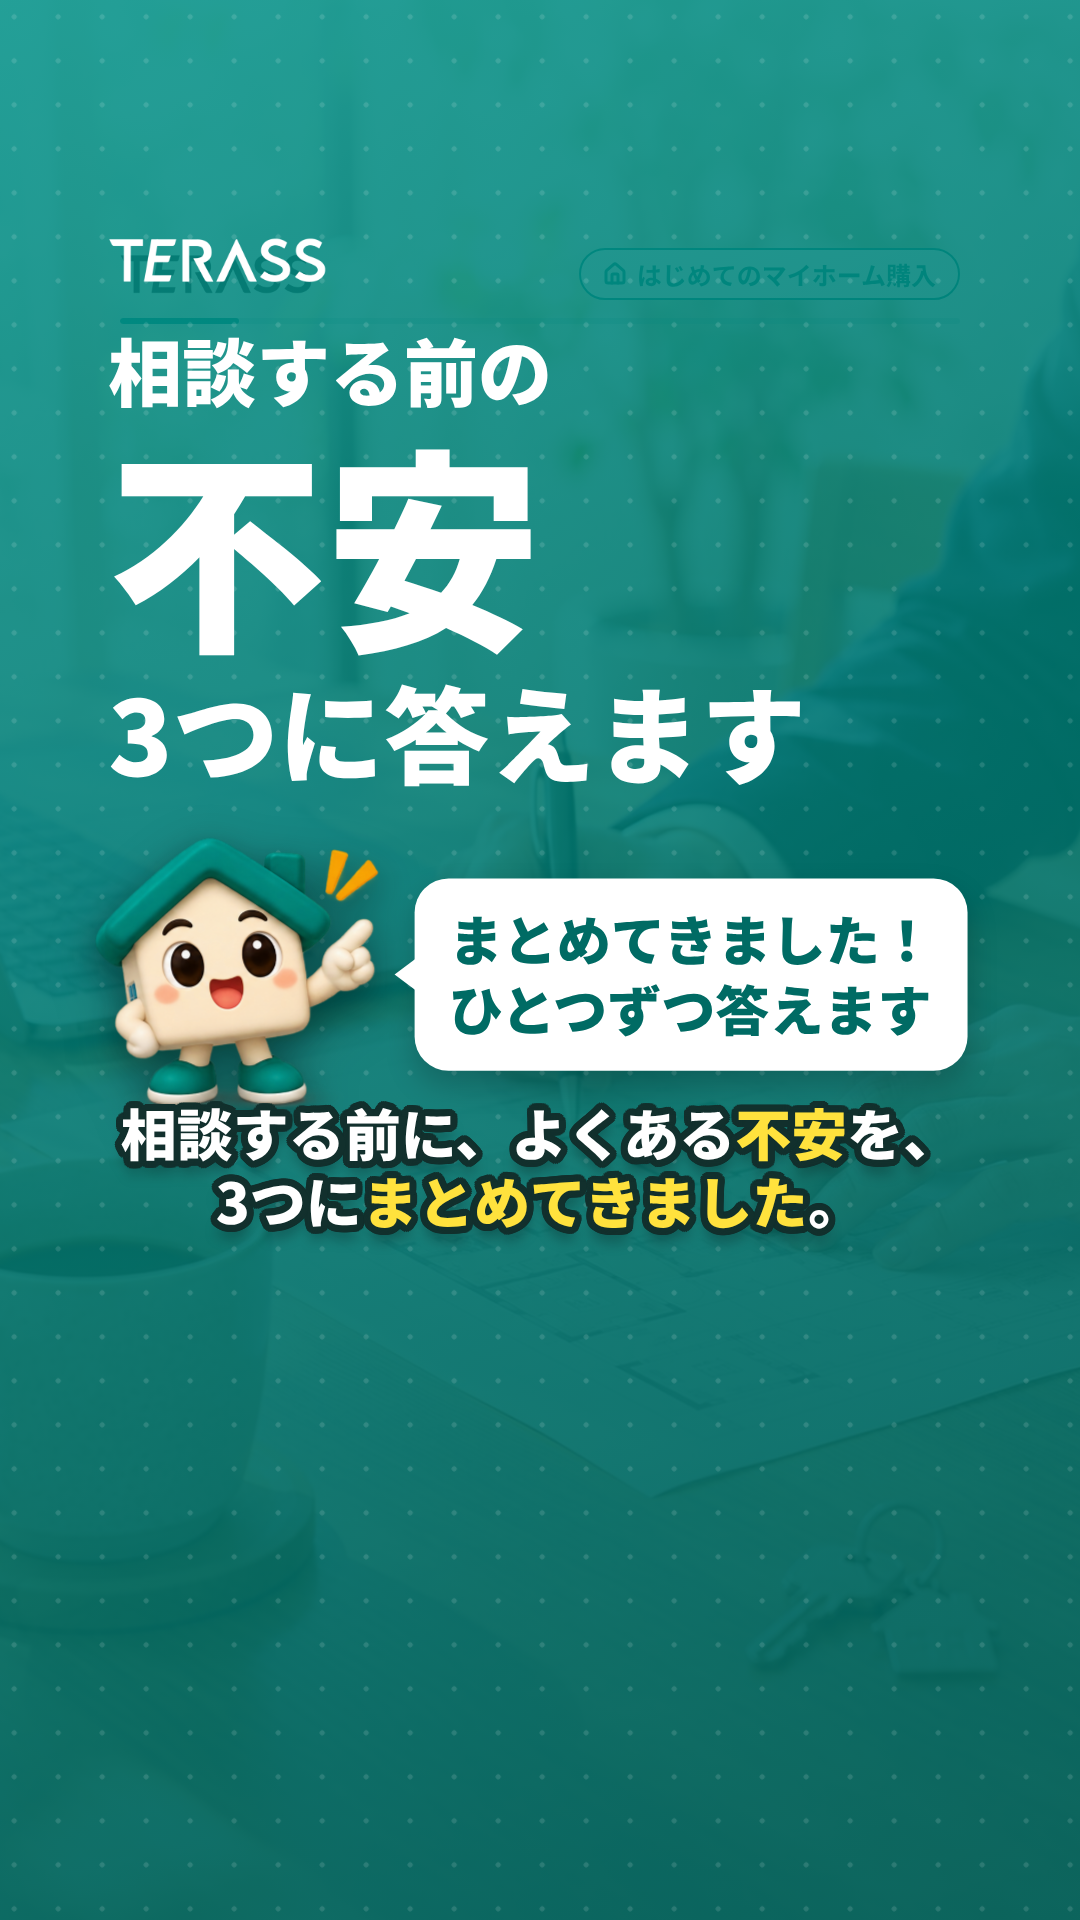 TERASS
TERASS
はじめてのマイホーム購入
相談する前の
不安
3つに答えます
まとめてきました！
ひとつずつ答えます
相談する前に、よくある不安を、
3つにまとめてきました。